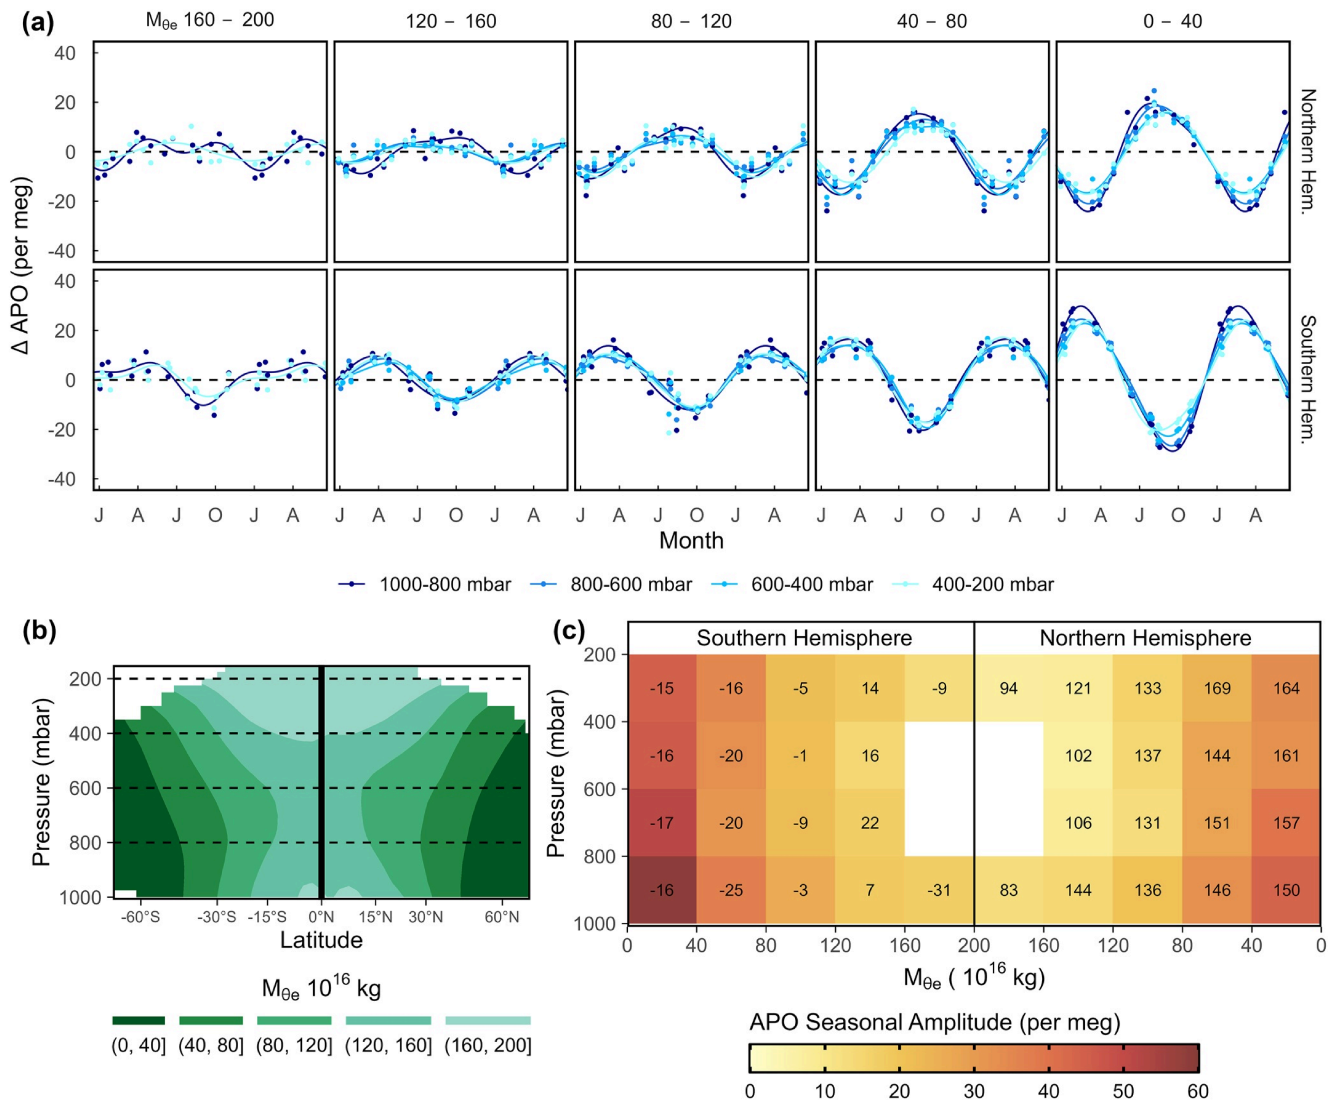 (a)
Mθe 160 − 200
120 − 160
80 − 120
40 − 80
0 − 40
Δ APO (per meg)
40
20
0
-20
-40
Northern Hem.
40
20
0
-20
-40
Southern Hem.
J A J O J A J A J O J A J A J O J A J A J O J A J A J O J A
Month
1000-800 mbar 800-600 mbar 600-400 mbar 400-200 mbar
(b)
Pressure (mbar)
200
400
600
800
1000
-60°S -30°S -15°S 0°N 15°N 30°N 60°N
Latitude
Mθe 10^16 kg
(0, 40] (40, 80] (80, 120] (120, 160] (160, 200]
(c)
Southern Hemisphere Northern Hemisphere
Pressure (mbar)
200
-15 -16 -5 14 -9 94 121 133 169 164
400
-16 -20 -1 16 102 137 144 161
600
-17 -20 -9 22 106 131 151 157
800
-16 -25 -3 7 -31 83 144 136 146 150
1000
0 40 80 120 160 200 160 120 80 40 0
Mθe ( 10^16 kg)
APO Seasonal Amplitude (per meg)
0 10 20 30 40 50 60